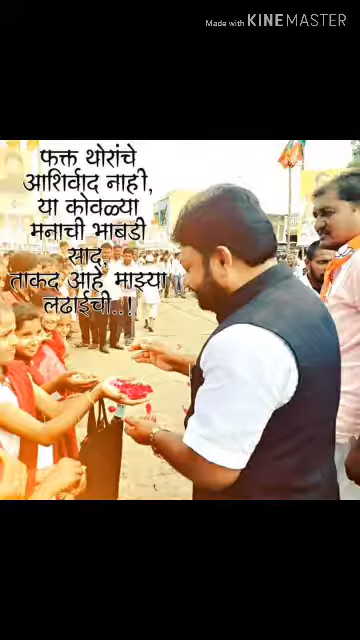 Made with KINEMASTER
फक्त थोरांचे
आशिर्वाद नाही,
या कोवळ्या
मनाची भाबडी
साद,
ताकद आहे माझ्या
लढाईची..!